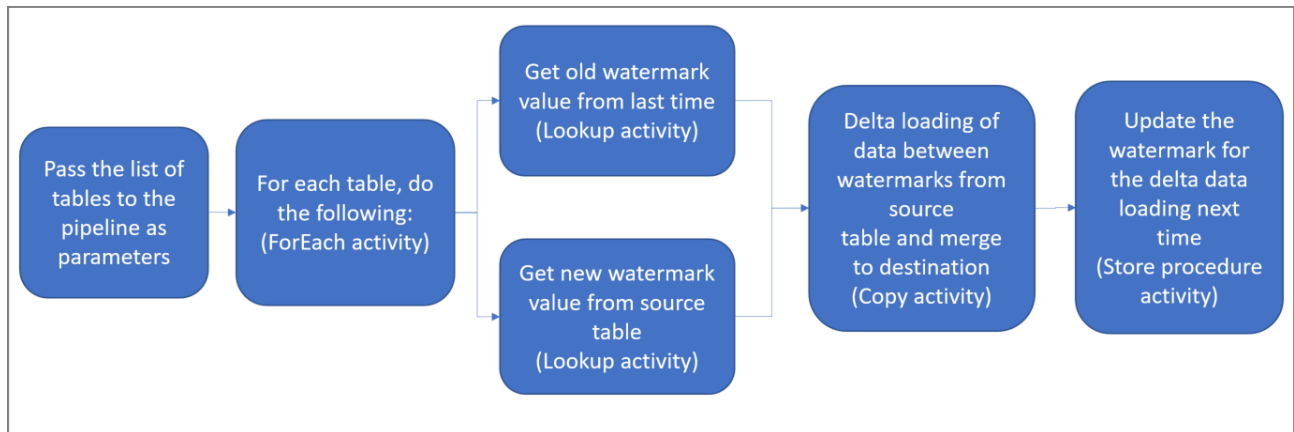 Pass the list of
tables to the
pipeline as
parameters
For each table, do
the following:
(ForEach activity)
Get old watermark
value from last time
(Lookup activity)
Get new watermark
value from source
table
(Lookup activity)
Delta loading of
data between
watermarks from
source
table and merge
to destination
(Copy activity)
Update the
watermark for
the delta data
loading next
time
(Store procedure
activity)